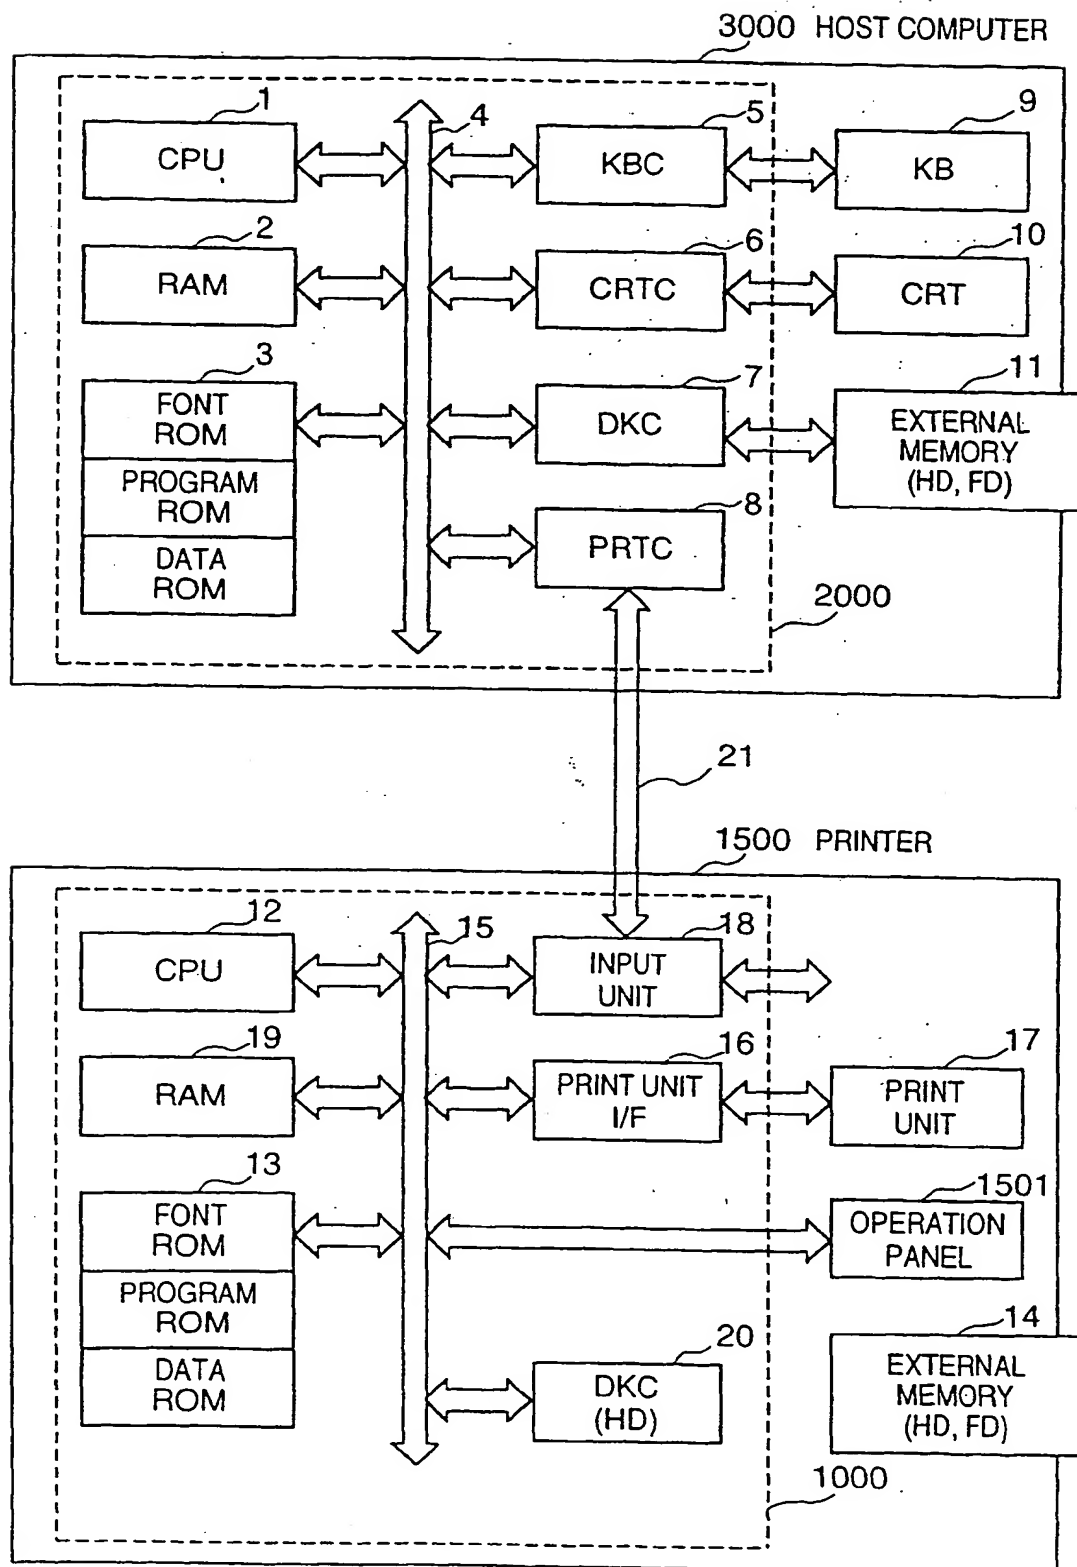 3000 HOST COMPUTER
1
4
5
9
CPU
KBC
KB
2
6
10
RAM
CRTC
CRT
3
7
11
FONT
ROM
DKC
EXTERNAL
MEMORY
(HD, FD)
PROGRAM
ROM
8
DATA
ROM
PRTC
2000
21
1500 PRINTER
12
15
18
CPU
INPUT
UNIT
19
16
17
RAM
PRINT UNIT
I/F
PRINT
UNIT
13
1501
FONT
ROM
OPERATION
PANEL
PROGRAM
ROM
14
20
DATA
ROM
DKC
(HD)
EXTERNAL
MEMORY
(HD, FD)
1000